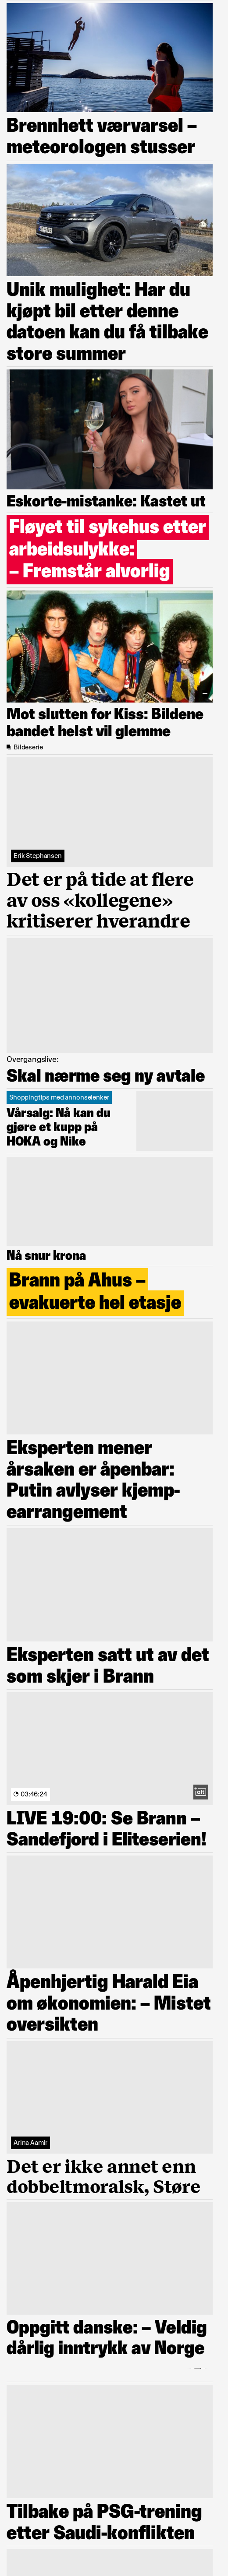 Brennhett værvarsel –
meteorologen stusser
Unik mulighet: Har du
kjøpt bil etter denne
datoen kan du få tilbake
store summer
Eskorte-mistanke: Kastet ut
Fløyet til sykehus etter
arbeidsulykke:
– Fremstår alvorlig
Mot slutten for Kiss: Bildene
bandet helst vil glemme
Bildeserie
Erik Stephansen
Det er på tide at flere
av oss «kollegene»
kritiserer hverandre
Overgangslive:
Skal nærme seg ny avtale
Shoppingtips med annonselenker
Vårsalg: Nå kan du
gjøre et kupp på
HOKA og Nike
Nå snur krona
Brann på Ahus –
evakuerte hel etasje
Eksperten mener
årsaken er åpenbar:
Putin avlyser kjemp-
earrangement
Eksperten satt ut av det
som skjer i Brann
03:46:24
alt
LIVE 19:00: Se Brann –
Sandefjord i Eliteserien!
Åpenhjertig Harald Eia
om økonomien: – Mistet
oversikten
Arina Aamir
Det er ikke annet enn
dobbeltmoralsk, Støre
Oppgitt danske: – Veldig
dårlig inntrykk av Norge
Tilbake på PSG-trening
etter Saudi-konflikten